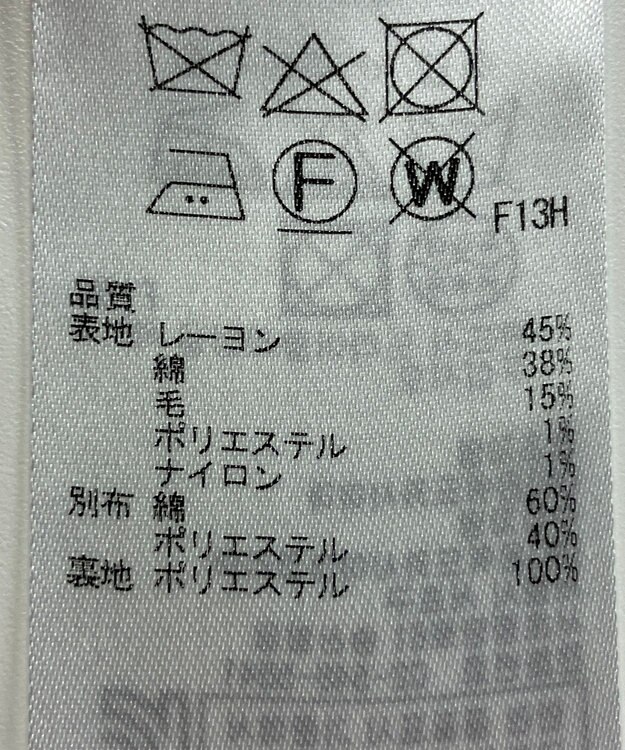 F W F13H
品質
表地 レーヨン 45%
綿 38%
毛 15%
ポリエステル 1%
ナイロン 1%
別布 綿 60%
ポリエステル 40%
裏地 ポリエステル 100%